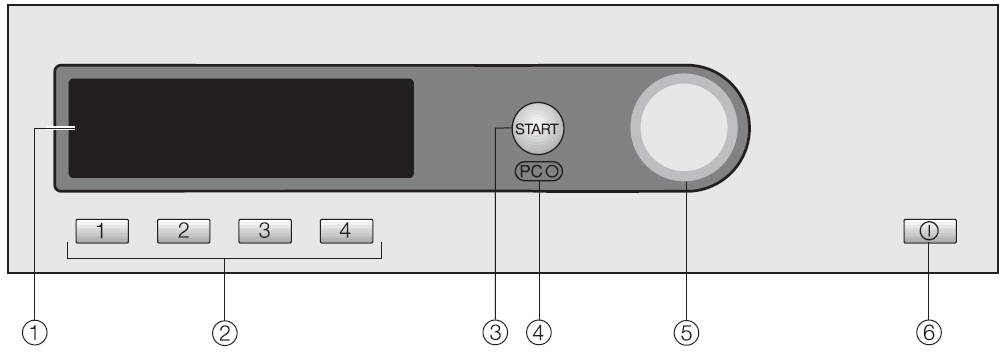 START
PC
1 2 3 4
① ② ③ ④ ⑤ ⑥